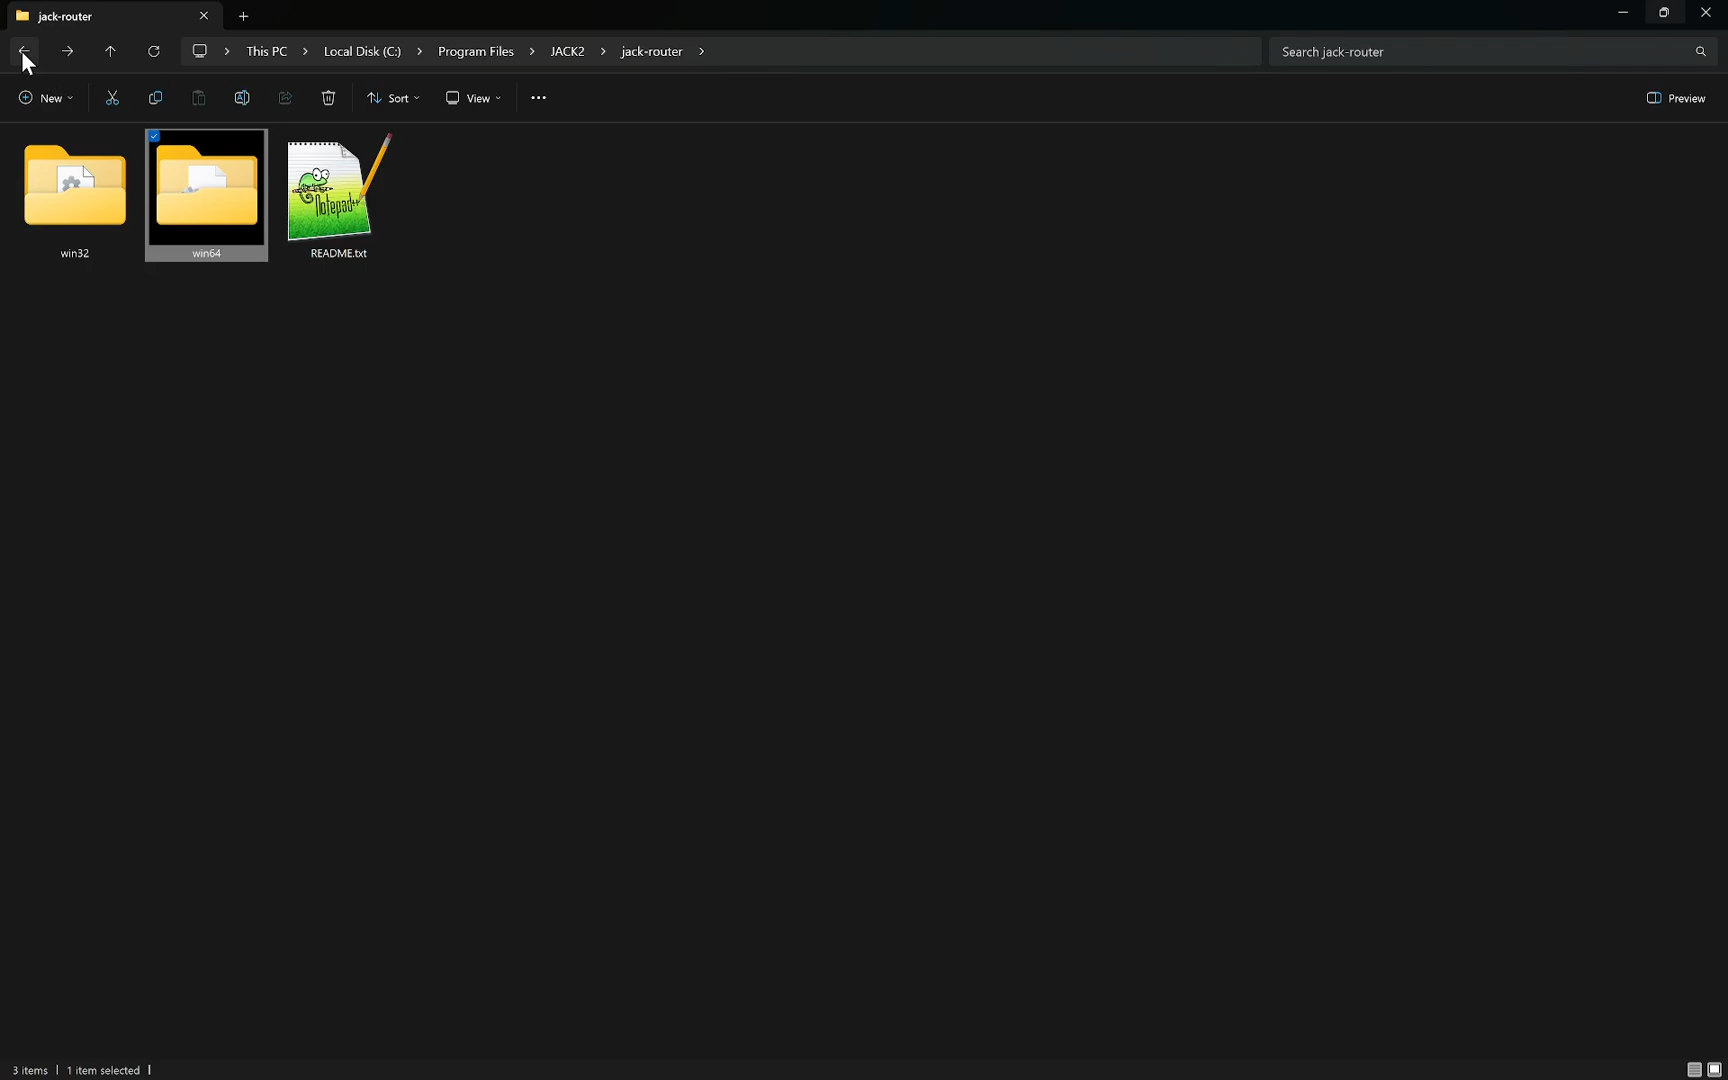 jack-router
This PC > Local Disk (C:) > Program Files > JACK2 > jack-router >
Search jack-router
New
Sort
View
Preview
Notepad++
win32
win64
README.txt
3 items
1 item selected